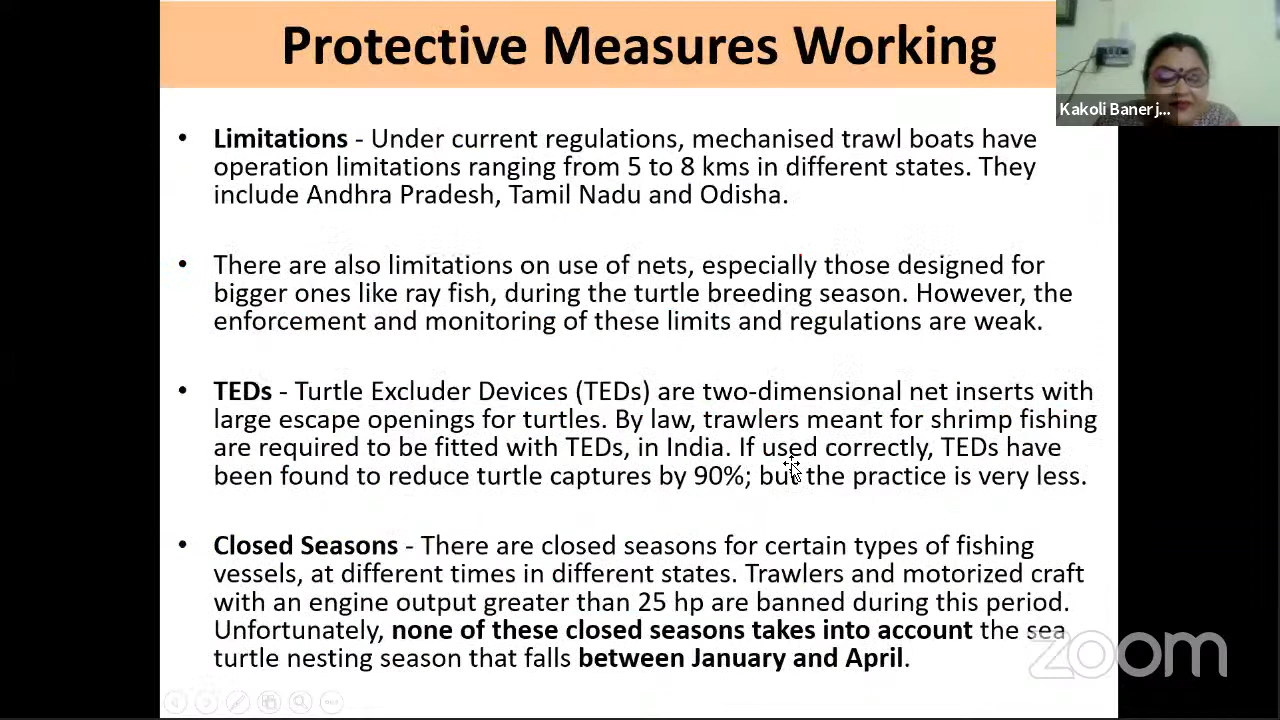 Protective Measures Working
Kakoli Banerj...
• Limitations - Under current regulations, mechanised trawl boats have
operation limitations ranging from 5 to 8 kms in different states. They
include Andhra Pradesh, Tamil Nadu and Odisha.
• There are also limitations on use of nets, especially those designed for
bigger ones like ray fish, during the turtle breeding season. However, the
enforcement and monitoring of these limits and regulations are weak.
• TEDs - Turtle Excluder Devices (TEDs) are two-dimensional net inserts with
large escape openings for turtles. By law, trawlers meant for shrimp fishing
are required to be fitted with TEDs, in India. If used correctly, TEDs have
been found to reduce turtle captures by 90%; but the practice is very less.
• Closed Seasons - There are closed seasons for certain types of fishing
vessels, at different times in different states. Trawlers and motorized craft
with an engine output greater than 25 hp are banned during this period.
Unfortunately, none of these closed seasons takes into account the sea
turtle nesting season that falls between January and April.
zoom